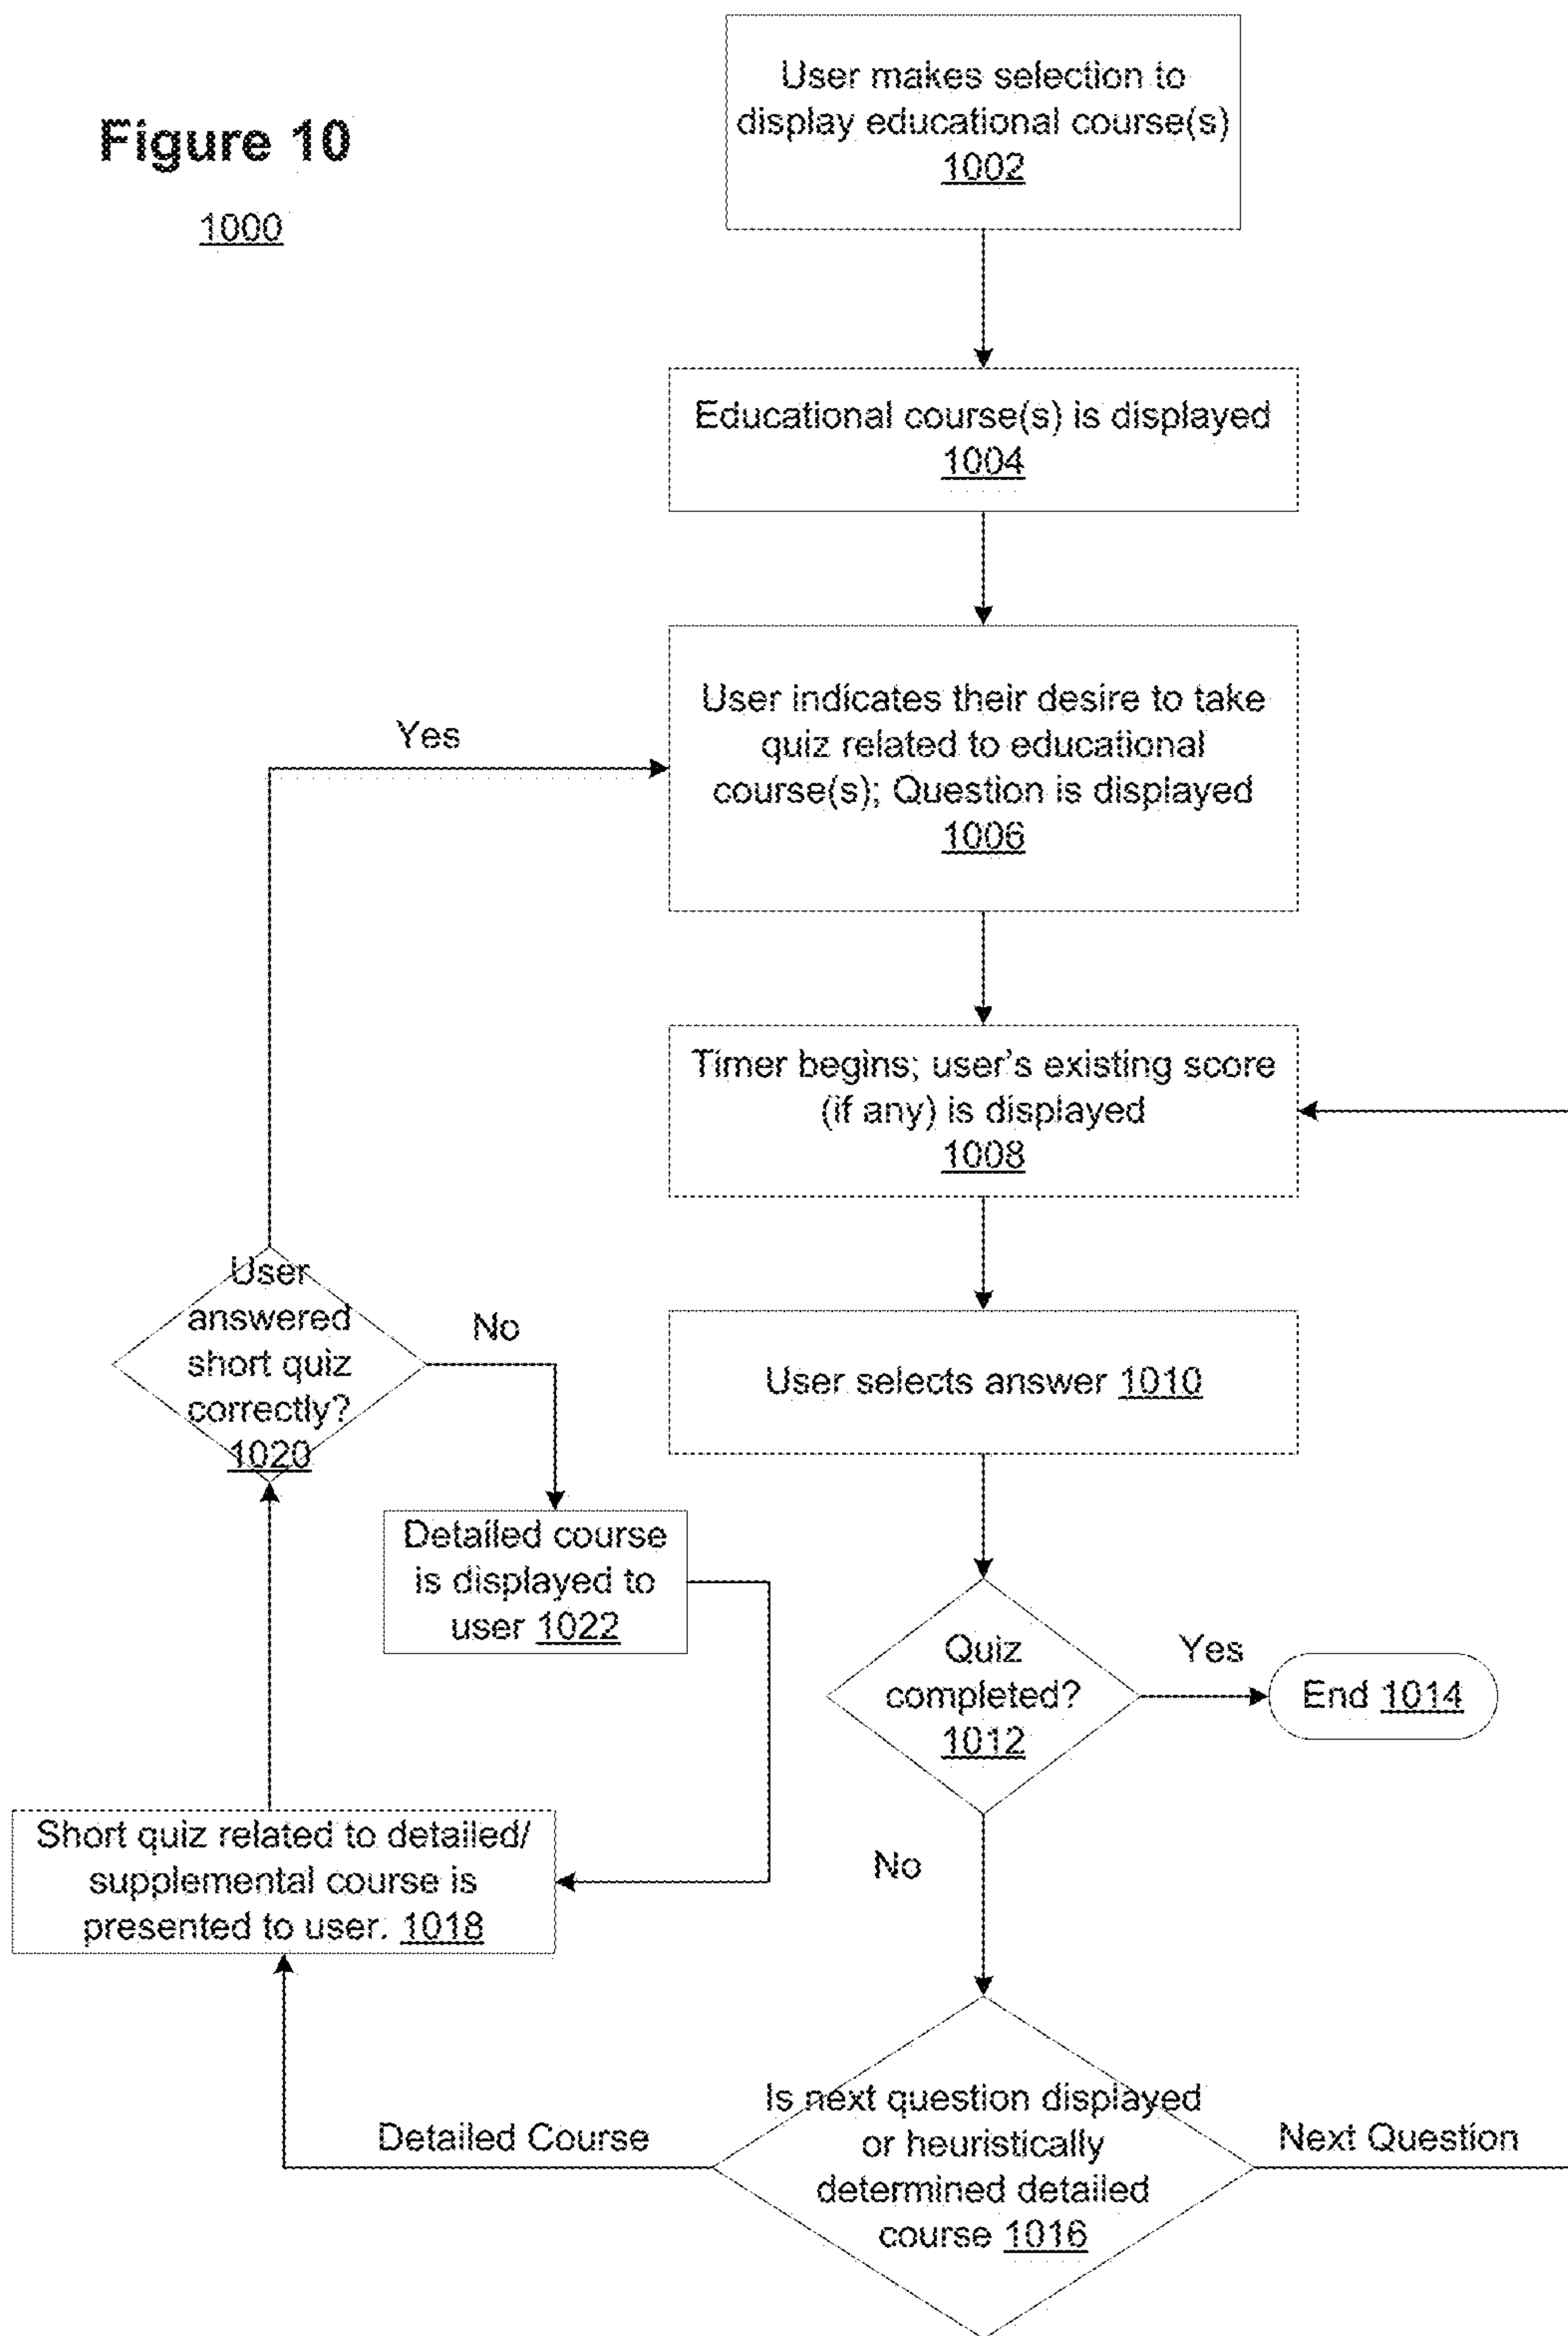 Figure 10
1000
User makes selection to
display educational course(s)
1002
Educational course(s) is displayed
1004
User indicates their desire to take
quiz related to educational
course(s); Question is displayed
1006
Yes
Timer begins; user's existing score
(if any) is displayed
1008
User
answered
short quiz
correctly?
1020
No
User selects answer 1010
Detailed course
is displayed to
user 1022
Quiz
completed?
1012
Yes
End 1014
No
Short quiz related to detailed/
supplemental course is
presented to user. 1018
Is next question displayed
or heuristically
determined detailed
course 1016
Detailed Course
Next Question